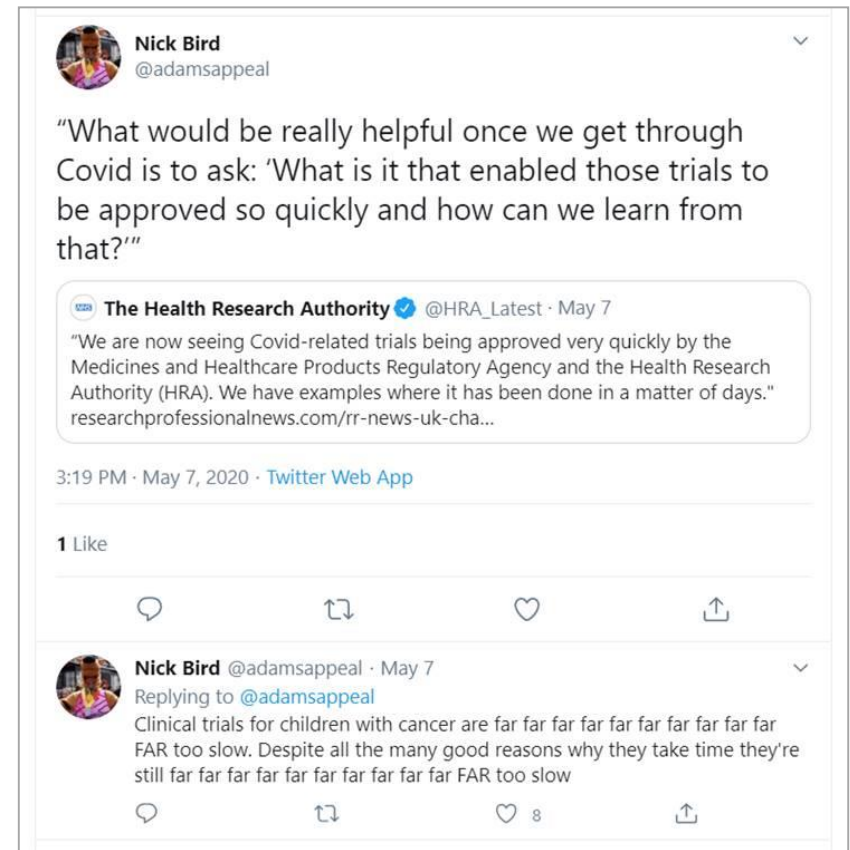 Nick Bird
@adamsappeal
“What would be really helpful once we get through
Covid is to ask: ‘What is it that enabled those trials to
be approved so quickly and how can we learn from
that?’”
NHS The Health Research Authority @HRA_Latest · May 7
“We are now seeing Covid-related trials being approved very quickly by the
Medicines and Healthcare Products Regulatory Agency and the Health Research
Authority (HRA). We have examples where it has been done in a matter of days."
researchprofessionalnews.com/rr-news-uk-cha...
3:19 PM · May 7, 2020 · Twitter Web App
1 Like
Nick Bird @adamsappeal · May 7
Replying to @adamsappeal
Clinical trials for children with cancer are far far far far far far far far far far
FAR too slow. Despite all the many good reasons why they take time they're
still far far far far far far far far far far FAR too slow
8